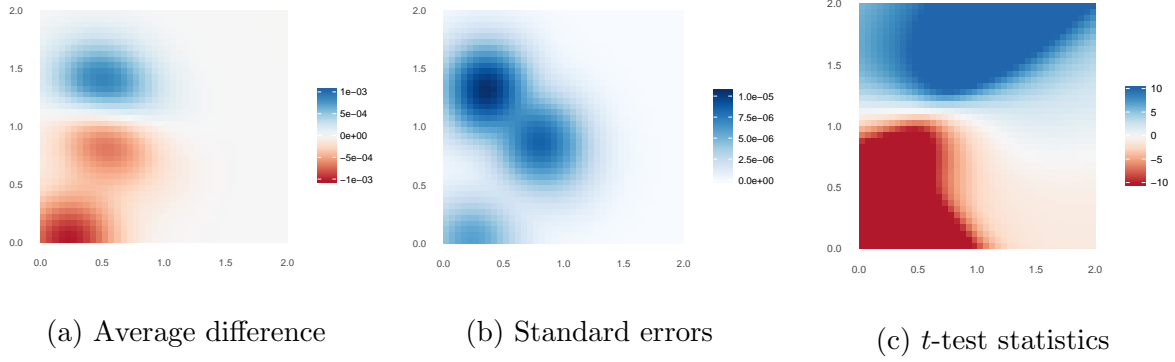 2.0
1.5
1.0
0.5
0.0
0.0 0.5 1.0 1.5 2.0
1e−03
5e−04
0e+00
−5e−04
−1e−03
(a) Average difference
2.0
1.5
1.0
0.5
0.0
0.0 0.5 1.0 1.5 2.0
1.0e−05
7.5e−06
5.0e−06
2.5e−06
0.0e+00
(b) Standard errors
2.0
1.5
1.0
0.5
0.0
0.0 0.5 1.0 1.5 2.0
10
5
0
−5
−10
(c) t-test statistics